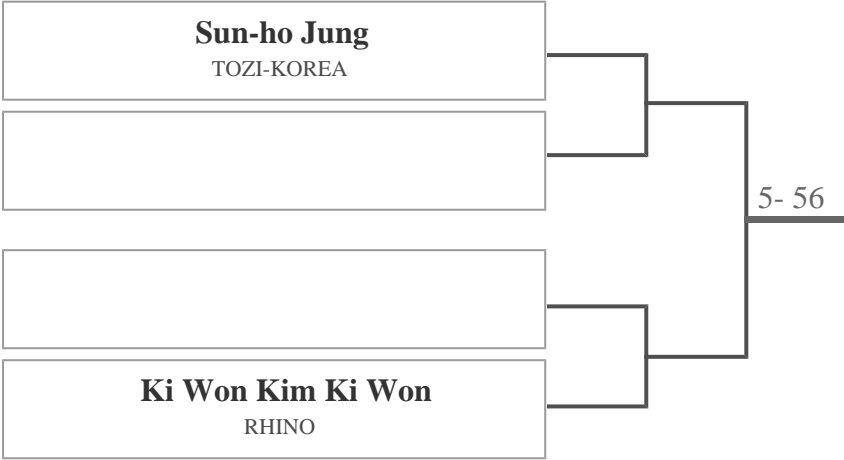 Sun-ho Jung
TOZI-KOREA
5- 56
Ki Won Kim Ki Won
RHINO